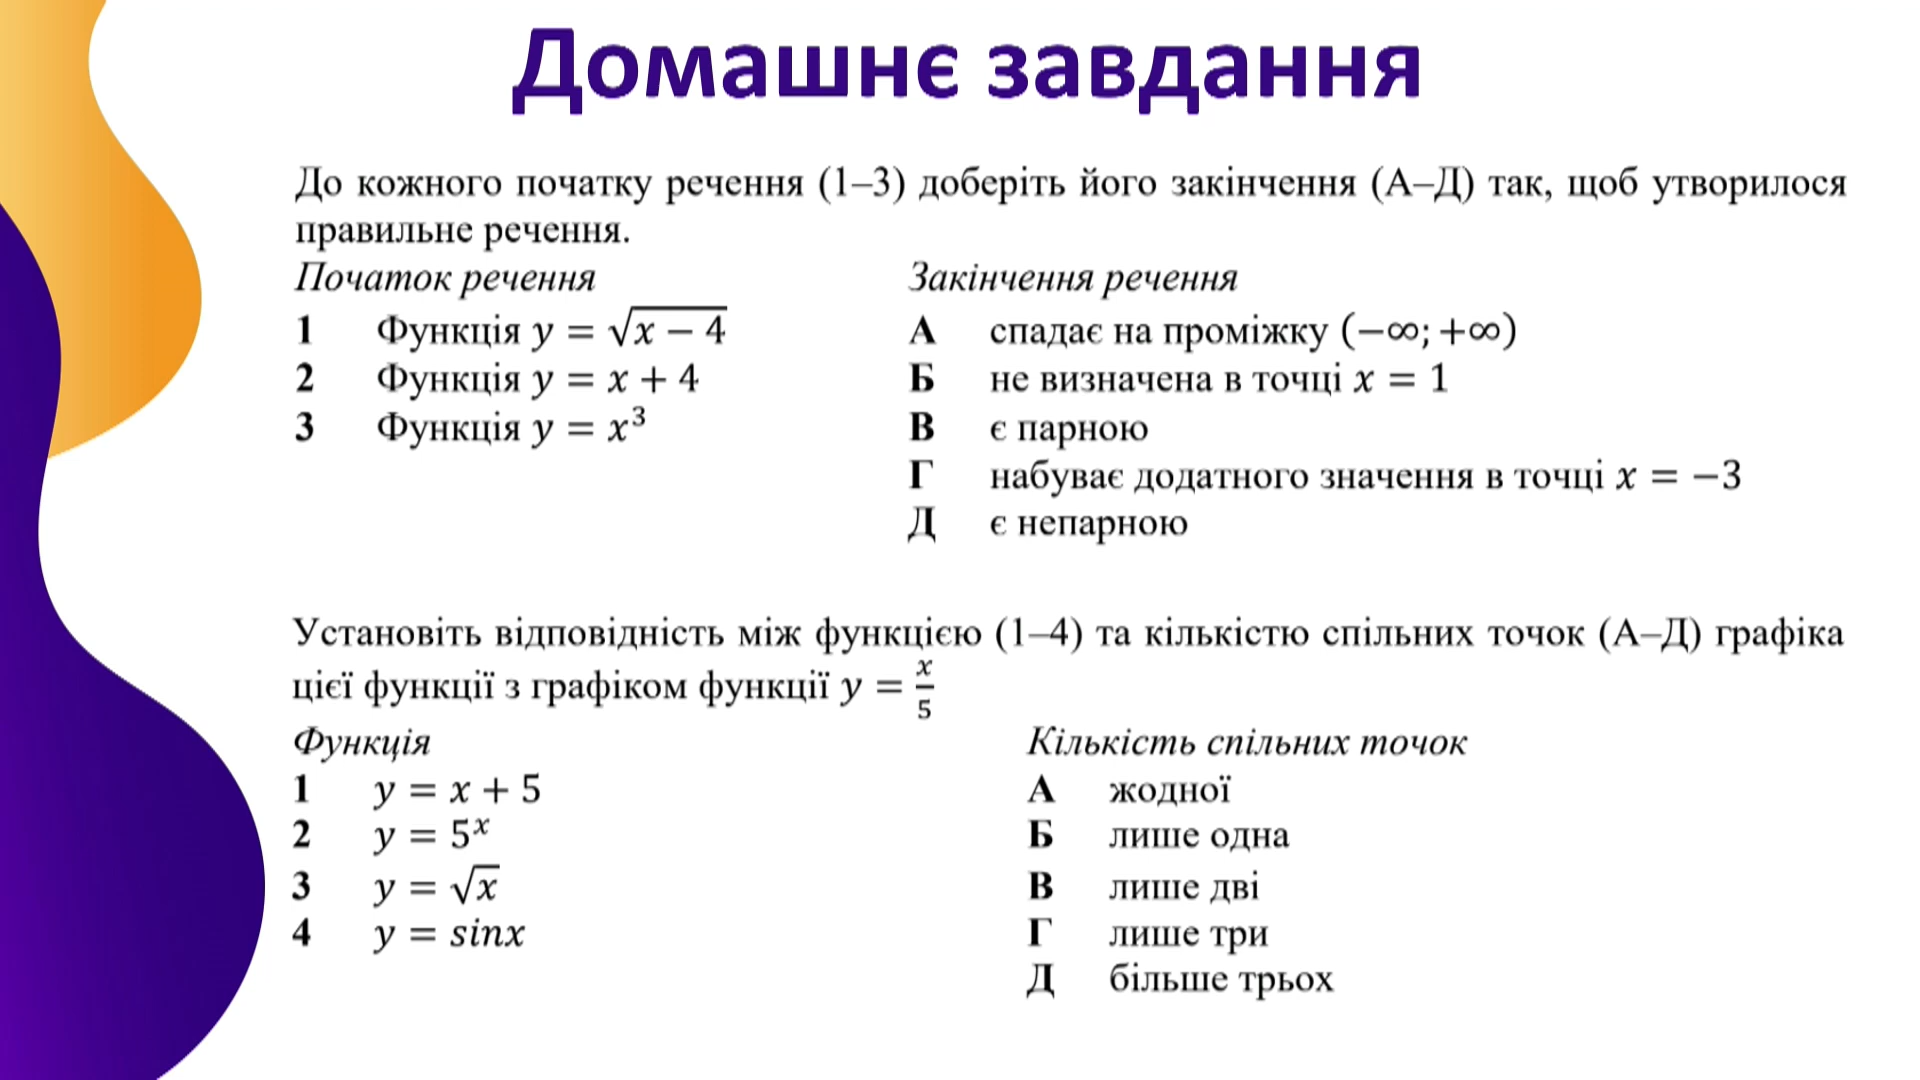 Домашнє завдання
До кожного початку речення (1–3) доберіть його закінчення (А–Д) так, щоб утворилося
правильне речення.
Початок речення Закінчення речення
1 Функція y = √(x − 4) А спадає на проміжку (−∞; +∞)
2 Функція y = x + 4 Б не визначена в точці x = 1
3 Функція y = x³ В є парною
Г набуває додатного значення в точці x = −3
Д є непарною
Установіть відповідність між функцією (1–4) та кількістю спільних точок (А–Д) графіка
цієї функції з графіком функції y = x/5
Функція Кількість спільних точок
1 y = x + 5 А жодної
2 y = 5ˣ Б лише одна
3 y = √x В лише дві
4 y = sinx Г лише три
Д більше трьох